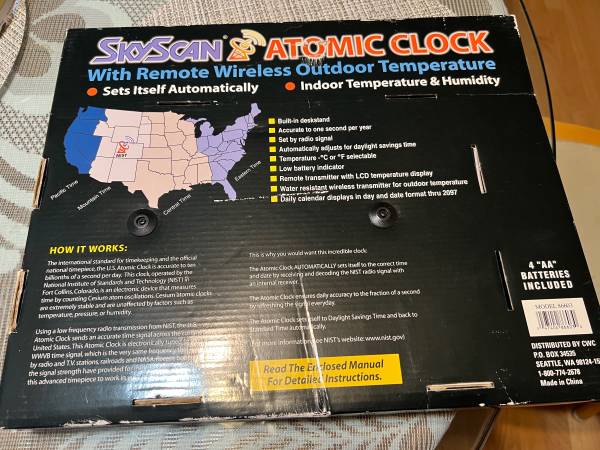 SKYSCAN® ATOMIC CLOCK
With Remote Wireless Outdoor Temperature
Sets Itself Automatically
Indoor Temperature & Humidity
NIST
Pacific Time
Mountain Time
Central Time
Eastern Time
Built-in deskstand
Accurate to one second per year
Set by radio signal
Automatically adjusts for daylight savings time
Temperature - °C or °F selectable
Low battery indicator
Remote transmitter with LCD temperature display
Water resistant wireless transmitter for outdoor temperature
Daily calendar displays in day and date format thru 2097
HOW IT WORKS:
The international standard for timekeeping and the official
national timepiece, the U.S. Atomic Clock is accurate to ten
billionths of a second per day. This clock, operated by the
National Institute of Standards and Technology (NIST) in
Fort Collins, Colorado, is an electronic device that measures
time by counting Cesium atom oscillations. Cesium atomic clocks
are extremely stable and are unaffected by factors such as
temperature, pressure, or humidity.
Using a low frequency radio transmission from NIST, the U.S.
Atomic Clock sends an accurate time signal across the
United States. This Atomic Clock is electronically tuned
WWVB time signal, which is the very same frequency
by radio and T.V. stations, railroads and NASA.
the signal strength have provided for
this advanced timepiece to work in
This is why you would want this incredible clock:
The Atomic Clock AUTOMATICALLY sets itself to the correct time
and date by receiving and decoding the NIST radio signal with
an internal receiver.
The Atomic Clock ensures daily accuracy to the fraction of a second
by referring the signal everyday.
The Atomic Clock sets itself to Daylight Saving Time and back to
Standard Time automatically.
For more information, see NIST's website: www.nist.gov)
Read The Enclosed Manual
For Detailed Instructions.
4 "AA"
BATTERIES
INCLUDED
MODEL 86603
DISTRIBUTED BY CWC
P.O. BOX 34535
SEATTLE, WA 98124-15
1-800-714-2678
Made in China